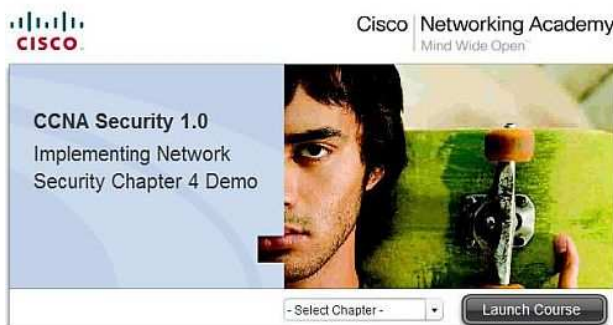 CISCO
Cisco Networking Academy
Mind Wide Open
CCNA Security 1.0
Implementing Network
Security Chapter 4 Demo
- Select Chapter -
Launch Course